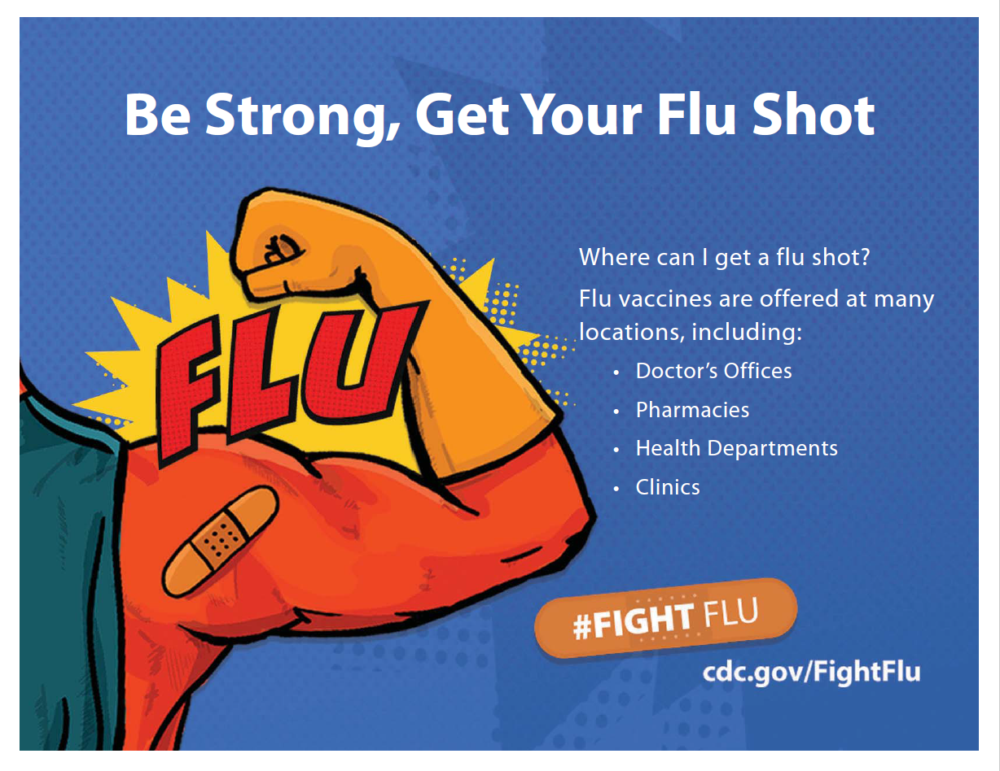 Be Strong, Get Your Flu Shot
FLU
Where can I get a flu shot?
Flu vaccines are offered at many
locations, including:
• Doctor’s Offices
• Pharmacies
• Health Departments
• Clinics
#FIGHT FLU
cdc.gov/FightFlu